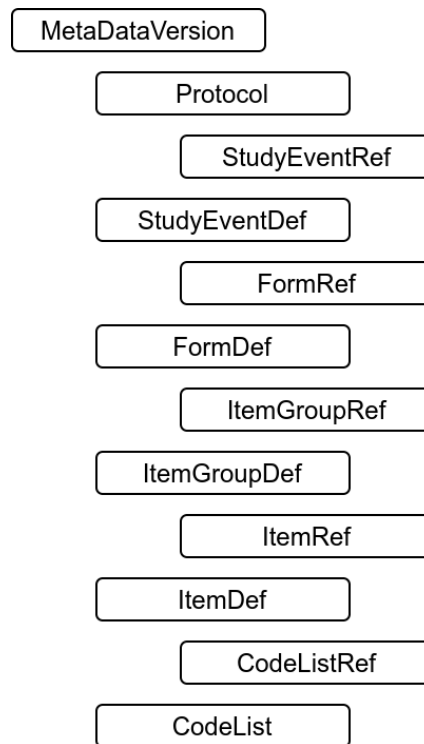 MetaDataVersion
Protocol
StudyEventRef
StudyEventDef
FormRef
FormDef
ItemGroupRef
ItemGroupDef
ItemRef
ItemDef
CodeListRef
CodeList